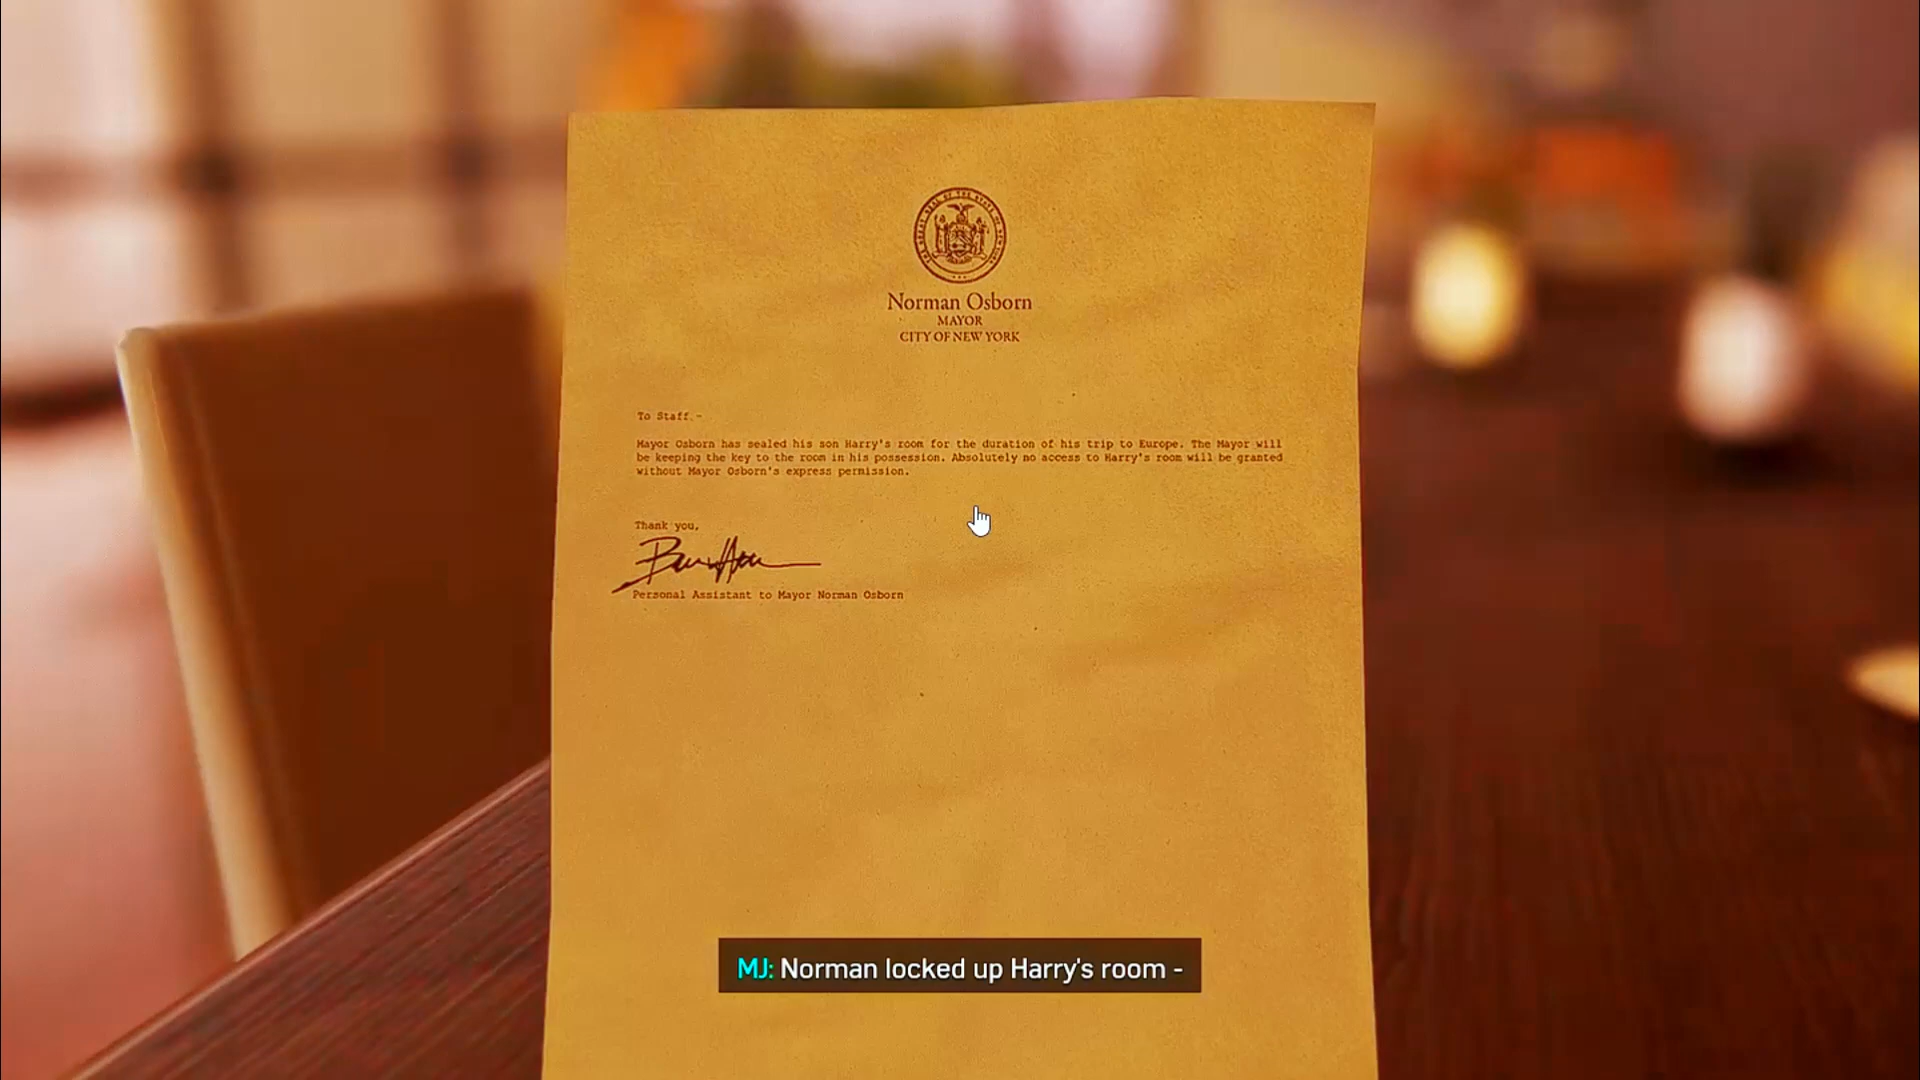 Norman Osborn
MAYOR
CITY OF NEW YORK
To Staff.-
Mayor Osborn has sealed his son Harry's room for the duration of his trip to Europe. The Mayor will
be keeping the key to the room in his possession. Absolutely no access to Harry's room will be granted
without Mayor Osborn's express permission.
Thank you,
Personal Assistant to Mayor Norman Osborn
MJ: Norman locked up Harry's room -